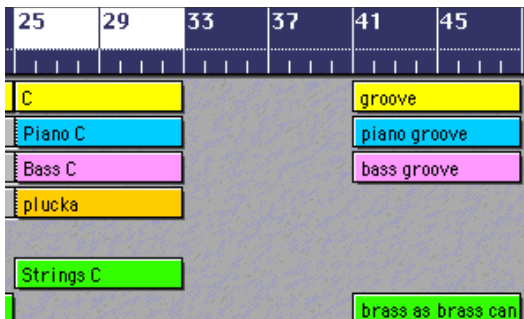 25 29 33 37 41 45
C groove
Piano C piano groove
Bass C bass groove
plucka
Strings C
brass as brass can